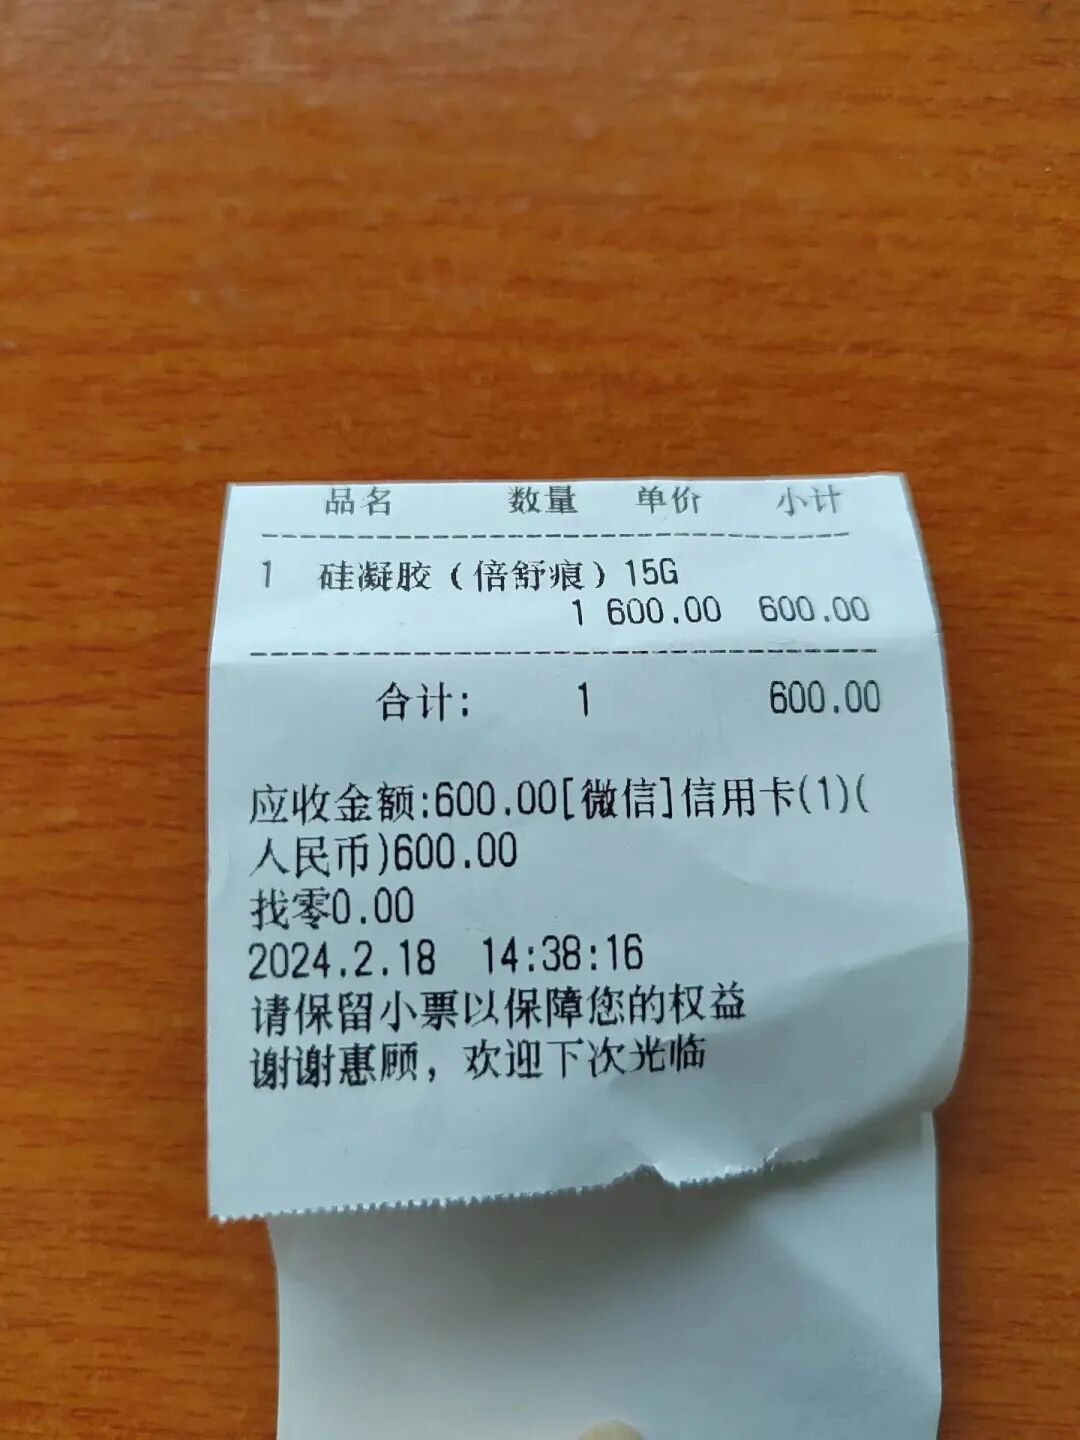 品名 数量 单价 小计
1 硅凝胶(倍舒痕)15G
1 600.00 600.00
合计: 1 600.00
应收金额:600.00[微信]信用卡(1)(
人民币)600.00
找零0.00
2024.2.18 14:38:16
请保留小票以保障您的权益
谢谢惠顾，欢迎下次光临